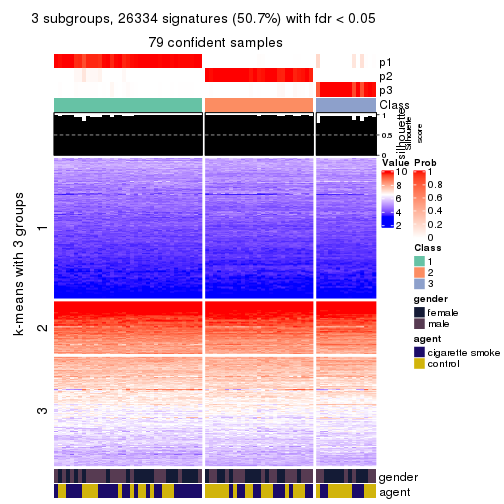 3 subgroups, 26334 signatures (50.7%) with fdr < 0.05
79 confident samples
p1
p2
p3
Class
1
0.5
0
silhouette
Silhouette
score
k-means with 3 groups
1
2
3
Value
10
8
6
4
2
Prob
1
0.8
0.6
0.4
0.2
0
Class
1
2
3
gender
female
male
agent
cigarette smoke
control
gender
agent